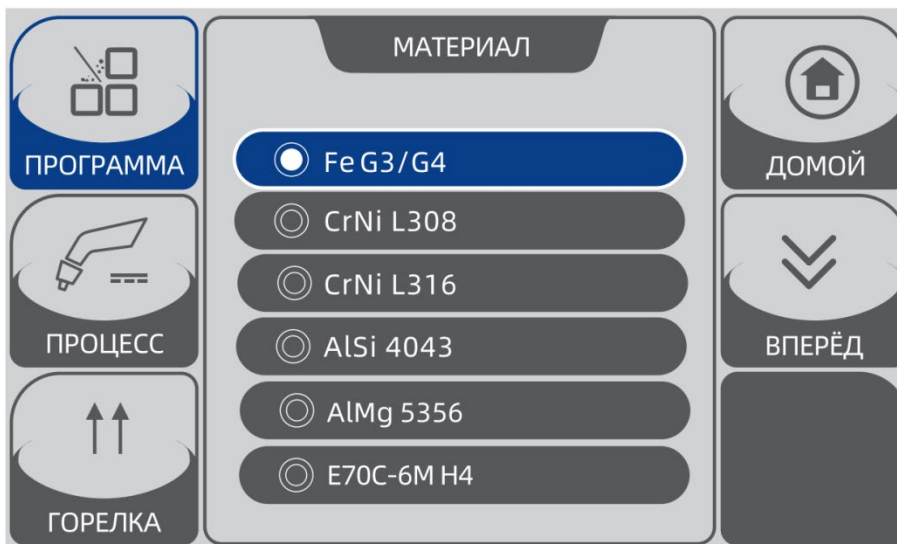 ПРОГРАММА
ПРОЦЕСС
ГОРЕЛКА
МАТЕРИАЛ
Fe G3/G4
CrNi L308
CrNi L316
AlSi 4043
AlMg 5356
E70C-6M H4
ДОМОЙ
ВПЕРЁД